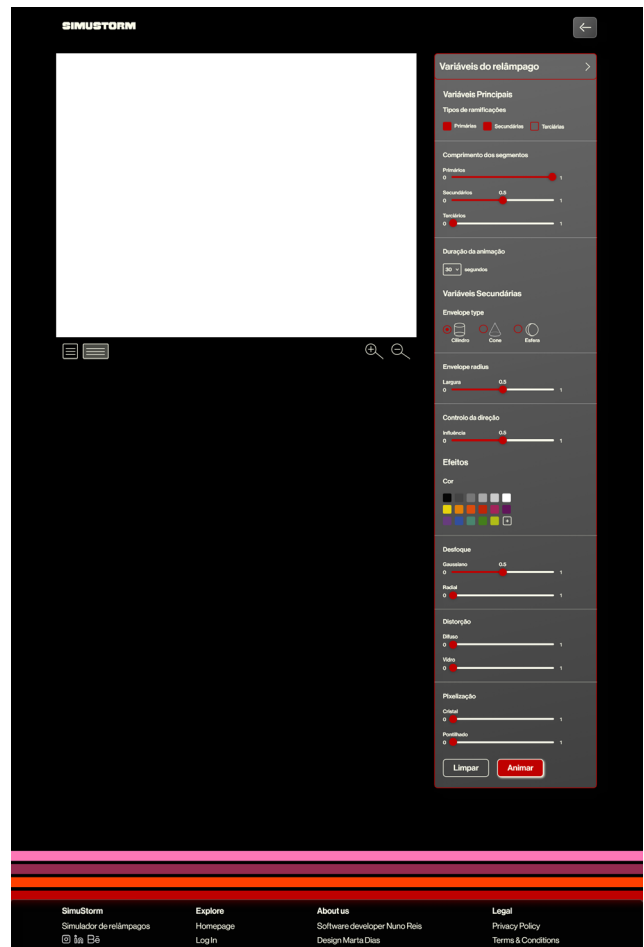 SIMUSTORM
Variáveis do relâmpago
Variáveis Principais
Tipos de ramificações
Primárias Secundárias Terciárias
Comprimento dos segmentos
Primários
0 1
Secundários 0.5
0 1
Terciários
0 1
Duração da animação
30 segundos
Variáveis Secundárias
Envelope type
Cilindro Cone Esfera
Envelope radius
Largura 0.5
0 1
Controlo da direção
Influência 0.5
0 1
Efeitos
Cor
Desfoque
Gaussiano 0.5
0 1
Radial
0 1
Distorção
Difuso
0 1
Vidro
0 1
Pixelização
Cristal
0 1
Pontilhado
0 1
Limpar Animar
SimuStorm Explore About us Legal
Simulador de relâmpagos Homepage Software developer Nuno Reis Privacy Policy
in Bē Log In Design Marta Dias Terms & Conditions